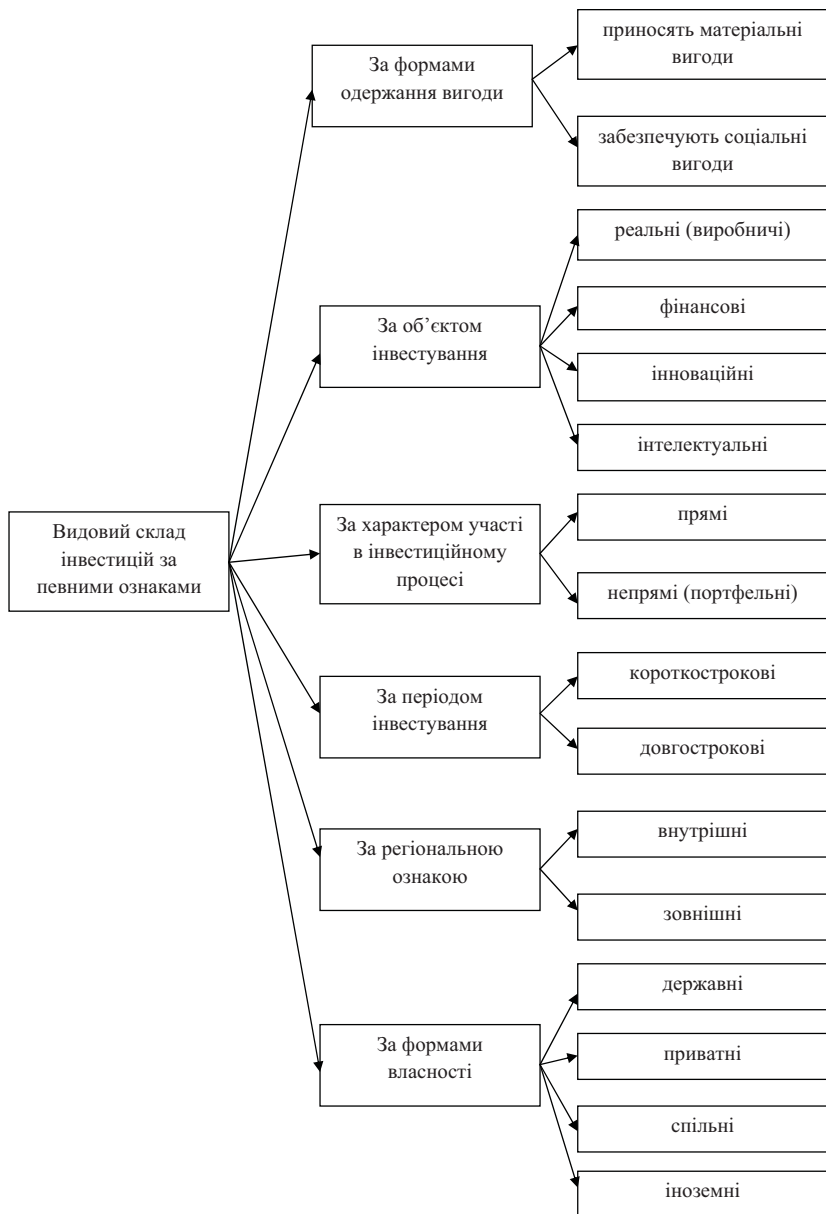 Видовий склад
інвестицій за
певними ознаками
За формами
одержання вигоди
приносять матеріальні
вигоди
забезпечують соціальні
вигоди
За об’єктом
інвестування
реальні (виробничі)
фінансові
інноваційні
інтелектуальні
За характером участі
в інвестиційному
процесі
прямі
непрямі (портфельні)
За періодом
інвестування
короткострокові
довгострокові
За регіональною
ознакою
внутрішні
зовнішні
За формами
власності
державні
приватні
спільні
іноземні